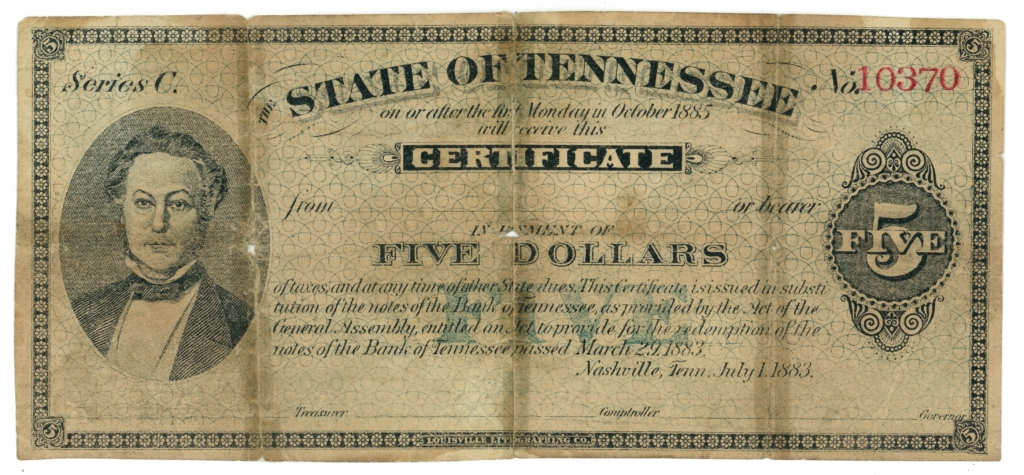 5 5
Series C.
No. 10370
THE STATE OF TENNESSEE
on or after the first Monday in October 1885
will receive this
CERTIFICATE
from or bearer
IN PAYMENT OF
FIVE DOLLARS
5
FIVE
of taxes, and at any time of other State dues. This Certificate is issued in substi
tution of the notes of the Bank of Tennessee, as provided by the Act of the
General Assembly, entitled an Act to provide for the redemption of the
notes of the Bank of Tennessee passed March 29, 1883.
FIVE
Nashville, Tenn. July 1. 1883.
Treasurer Comptroller Governor
5 5
LOUISVILLE LITHOGRAPHING CO.